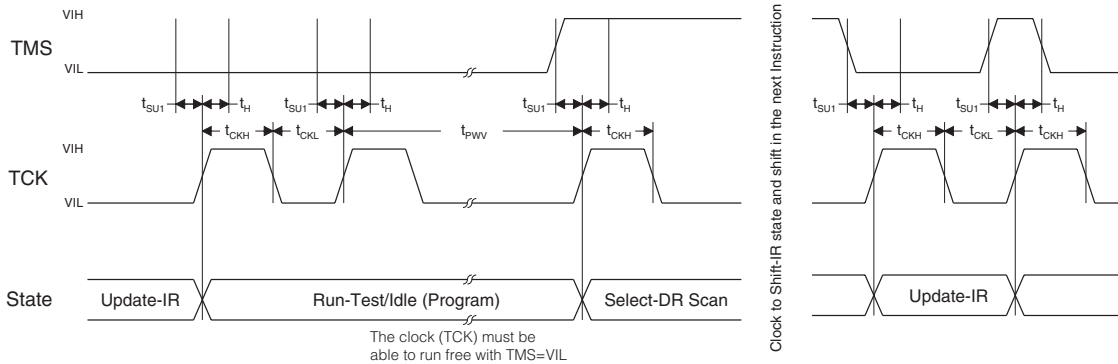 VIH
TMS
VIL
tSU1 tH tSU1 tH tSU1 tH tSU1 tH tSU1 tH
tCKH tCKL tPWV tCKH tCKH tCKL tCKH
VIH
TCK
VIL
State
Update-IR
Run-Test/Idle (Program)
Select-DR Scan
Update-IR
The clock (TCK) must be
able to run free with TMS=VIL
Clock to Shift-IR state and shift in the next Instruction